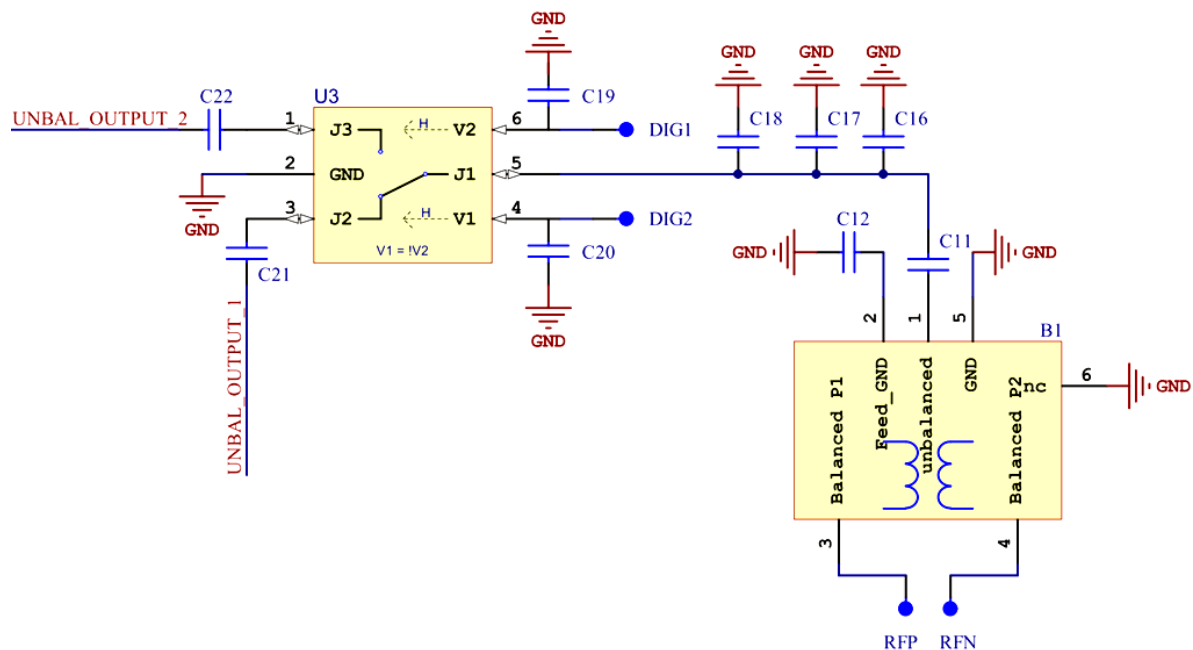 GND
GND
GND
GND
C22
U3
C19
C18
C17
C16
UNBAL_OUTPUT_2
1
J3
H
V2
6
DIG1
2
GND
J1
5
GND
3
J2
H
V1
4
DIG2
V1 = !V2
C21
C20
C12
C11
GND
GND
GND
UNBAL_OUTPUT_1
2
1
5
B1
Balanced P1
Feed_GND
unbalanced
GND
Balanced P2
nc
6
GND
3
4
RFP
RFN